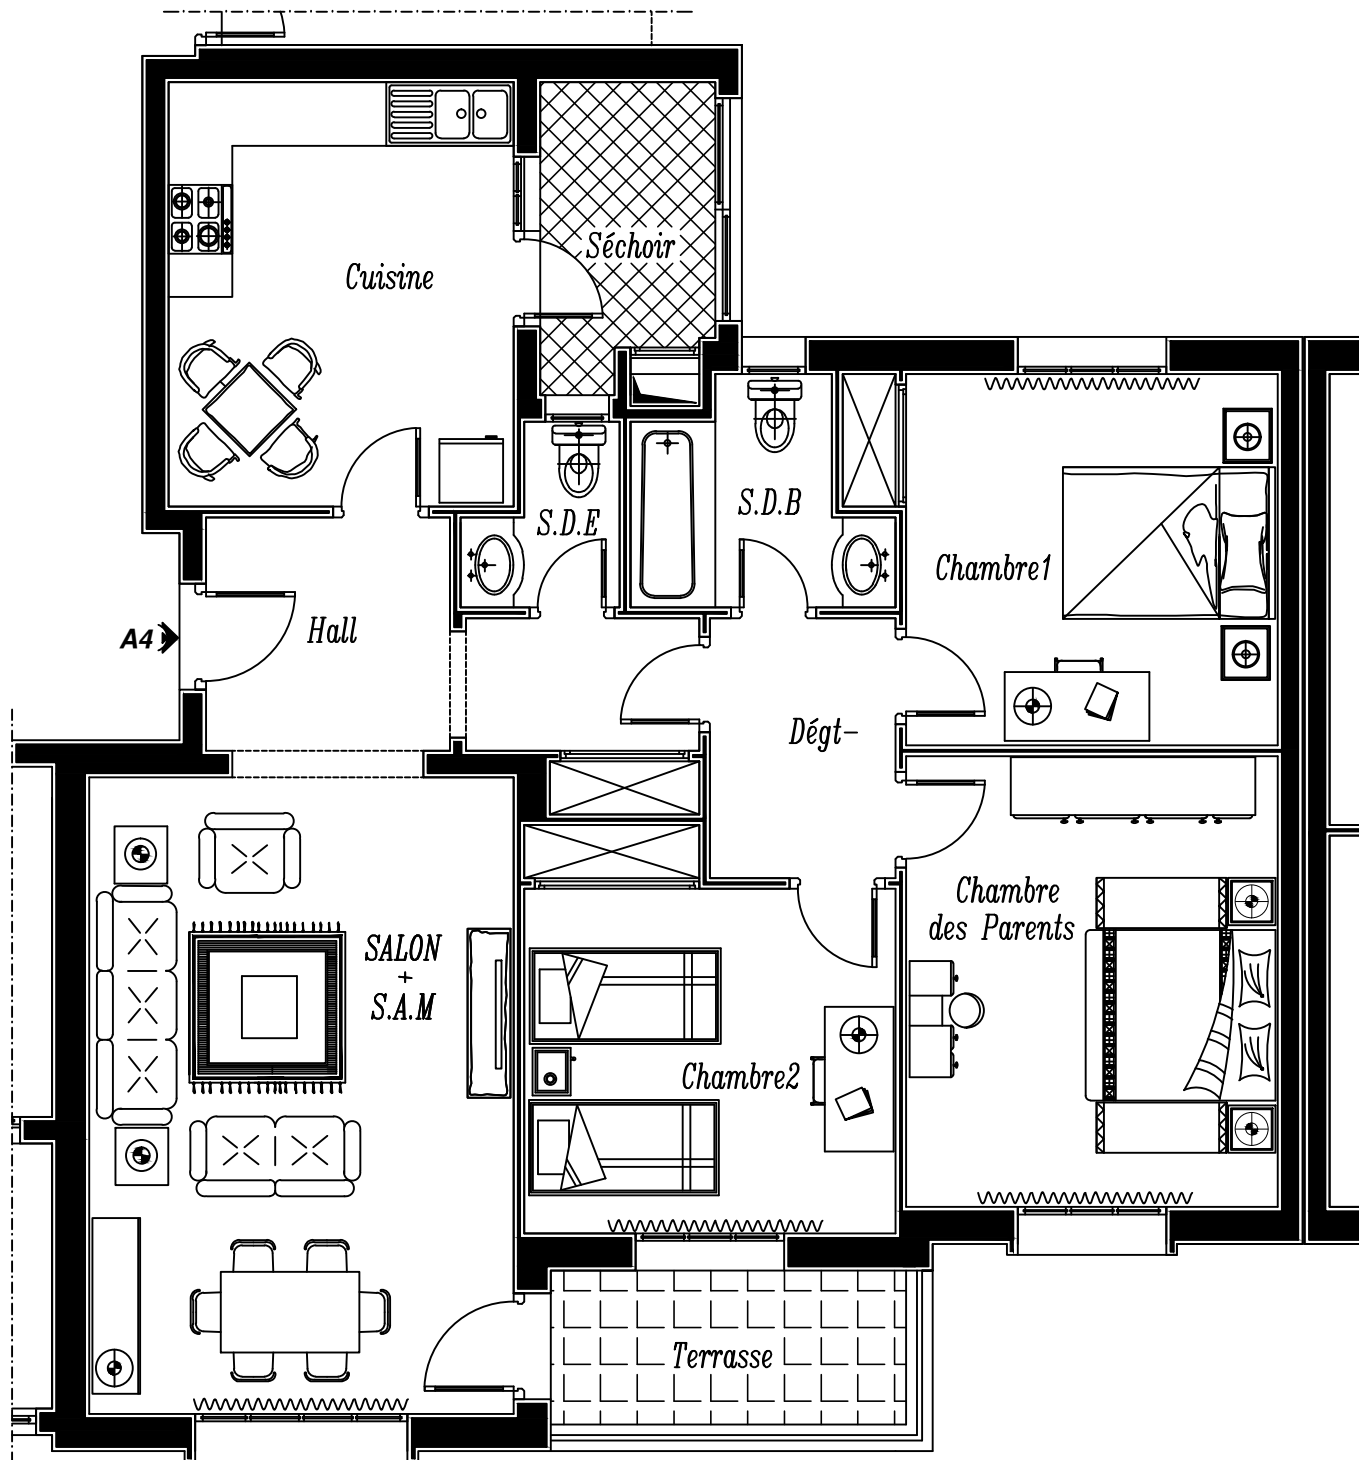 Séchoir
Cuisine
S.D.B
S.D.E
Chambre1
A4
Hall
Dégt-
Chambre
des Parents
SALON
+
S.A.M
Chambre2
Terrasse